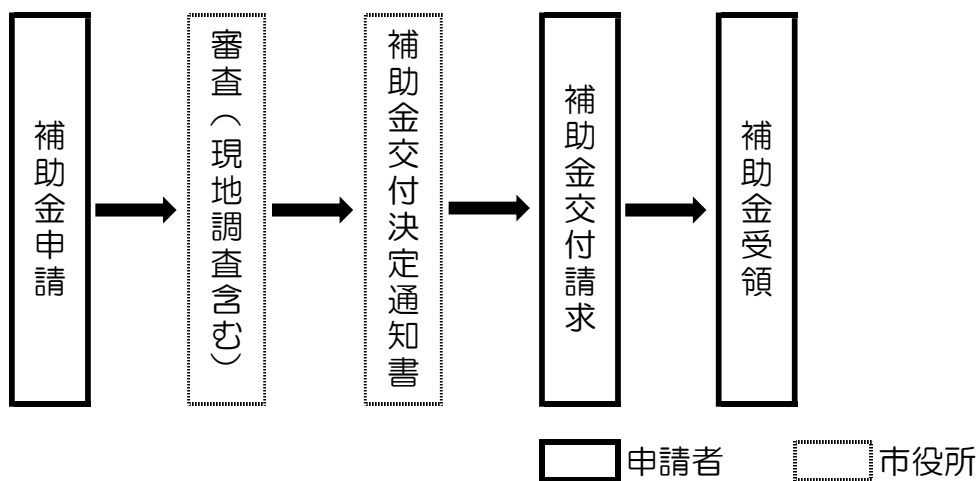 補助金申請
審査（現地調査含む）
補助金交付決定通知書
補助金交付請求
補助金受領
申請者
市役所